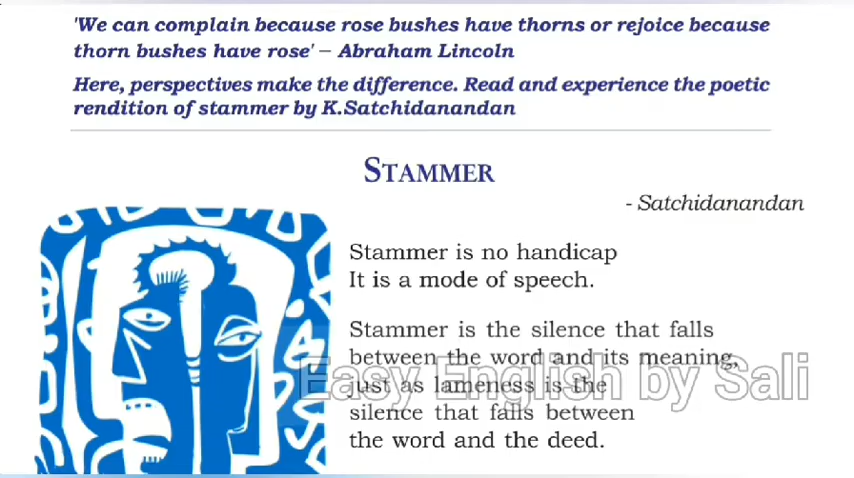 'We can complain because rose bushes have thorns or rejoice because
thorn bushes have rose' – Abraham Lincoln
Here, perspectives make the difference. Read and experience the poetic
rendition of stammer by K.Satchidanandan
STAMMER
- Satchidanandan
Stammer is no handicap
It is a mode of speech.
Stammer is the silence that falls
between the word and its meaning,
just as lameness is the
silence that falls between
the word and the deed.
Easy English by Sali